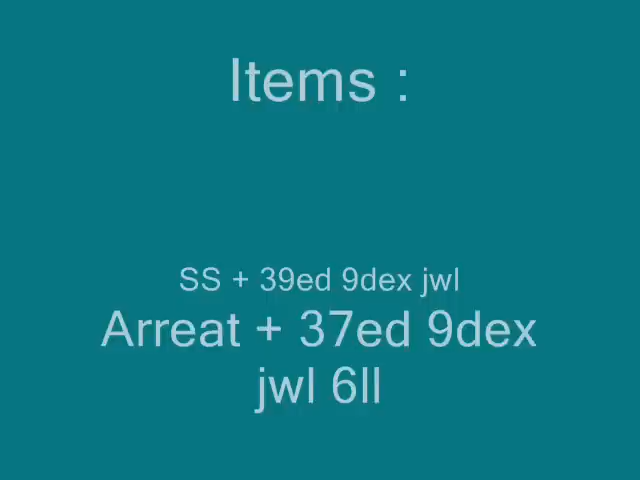 Items :
SS + 39ed 9dex jwl
Arreat + 37ed 9dex
jwl 6ll